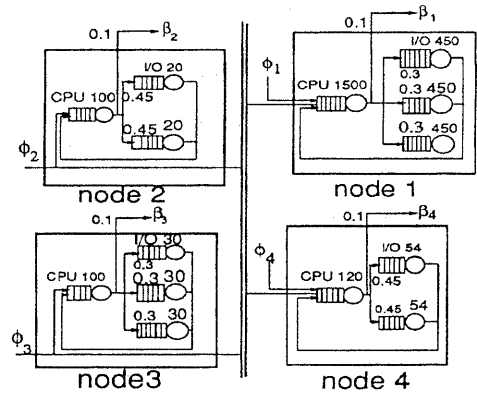 0.1 β2
I/O 20
CPU 100 0.45
0.45 20
ϕ2
node 2
0.1 β1
I/O 450
ϕ1
0.3
CPU 1500 0.3 450
0.3 450
node 1
0.1 β3
I/O 30
CPU 100 0.3
0.3 30
0.3 30
ϕ3
node3
0.1 β4
ϕ4 I/O 54
CPU 120
0.45
0.45 54
node 4